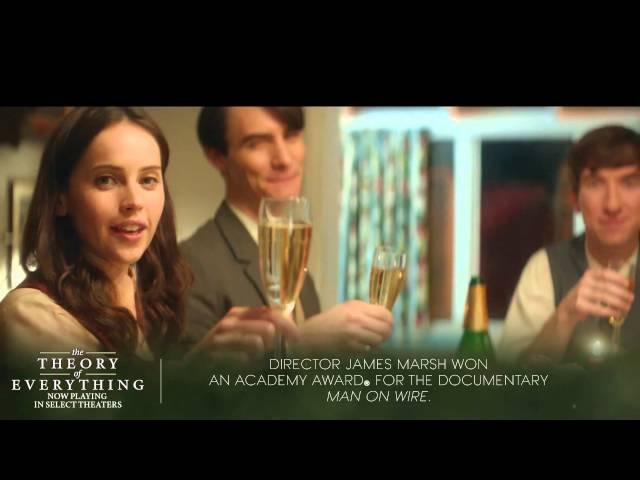 the
THEORY
of
EVERYTHING
NOW PLAYING
IN SELECT THEATERS
DIRECTOR JAMES MARSH WON
AN ACADEMY AWARD® FOR THE DOCUMENTARY
MAN ON WIRE.